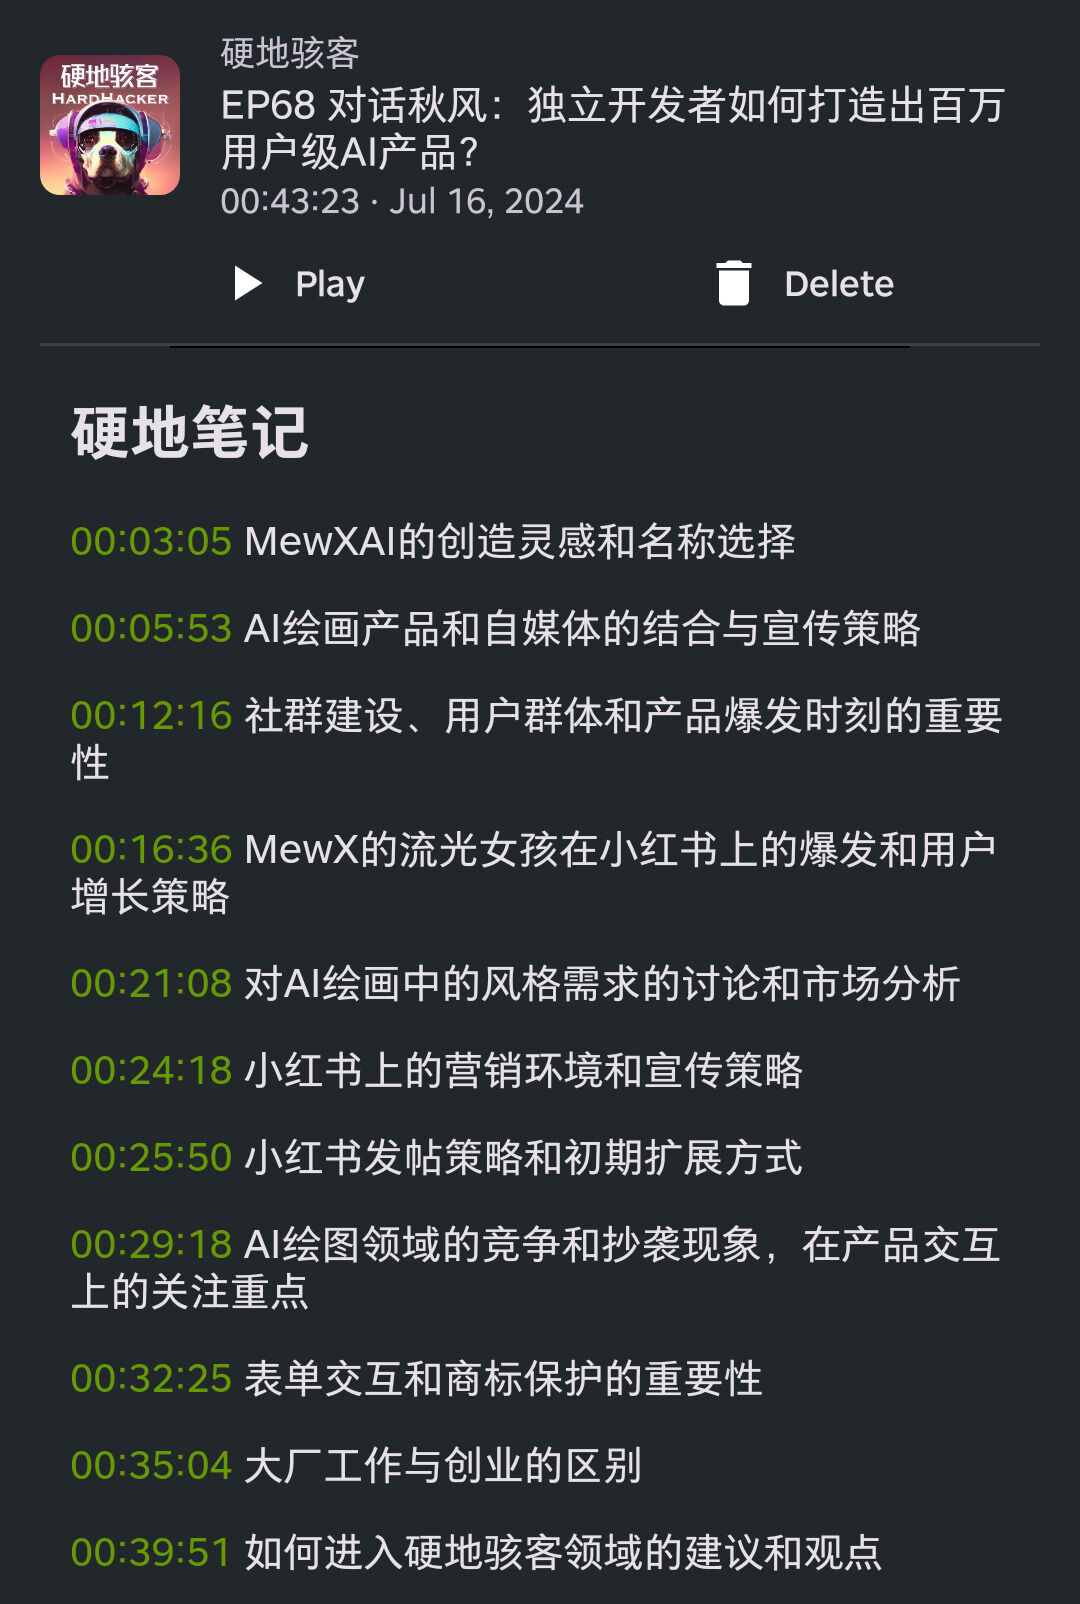 硬地骇客
HARDHACKER
硬地骇客
EP68 对话秋风：独立开发者如何打造出百万
用户级AI产品？
00:43:23 · Jul 16, 2024
Play
Delete
硬地笔记
00:03:05 MewXAI的创造灵感和名称选择
00:05:53 AI绘画产品和自媒体的结合与宣传策略
00:12:16 社群建设、用户群体和产品爆发时刻的重要
性
00:16:36 MewX的流光女孩在小红书上的爆发和用户
增长策略
00:21:08 对AI绘画中的风格需求的讨论和市场分析
00:24:18 小红书上的营销环境和宣传策略
00:25:50 小红书发帖策略和初期扩展方式
00:29:18 AI绘图领域的竞争和抄袭现象，在产品交互
上的关注重点
00:32:25 表单交互和商标保护的重要性
00:35:04 大厂工作与创业的区别
00:39:51 如何进入硬地骇客领域的建议和观点